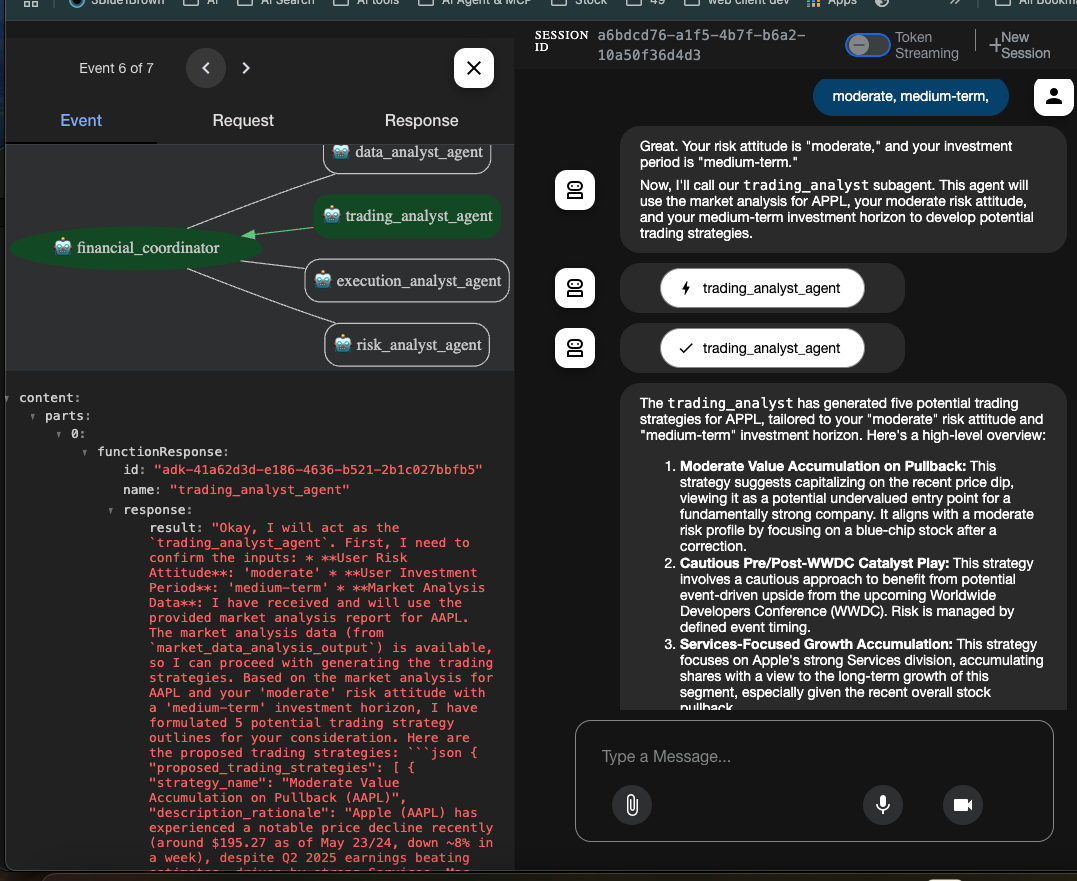 3Blue1Brown
AI
AI Search
AI tools
AI Agent & MCP
Stock
49
web client dev
Apps
All Bookma
Event 6 of 7
Event
Request
Response
data_analyst_agent
trading_analyst_agent
financial_coordinator
execution_analyst_agent
risk_analyst_agent
content:
parts:
0:
functionResponse:
id: "adk-41a62d3d-e186-4636-b521-2b1c027bbfb5"
name: "trading_analyst_agent"
response:
result: "Okay, I will act as the
`trading_analyst_agent`. First, I need to
confirm the inputs: * **User Risk
Attitude**: 'moderate' * **User Investment
Period**: 'medium-term' * **Market Analysis
Data**: I have received and will use the
provided market analysis report for AAPL.
The market analysis data (from
`market_data_analysis_output`) is available,
so I can proceed with generating the trading
strategies. Based on the market analysis for
AAPL and your 'moderate' risk attitude with
a 'medium-term' investment horizon, I have
formulated 5 potential trading strategy
outlines for your consideration. Here are
the proposed trading strategies: ```json {
"proposed_trading_strategies": [ {
"strategy_name": "Moderate Value
Accumulation on Pullback (AAPL)",
"description_rationale": "Apple (AAPL) has
experienced a notable price decline recently
(around $195.27 as of May 23/24, down ~8% in
a week), despite Q2 2025 earnings beating
SESSION
ID
a6bdcd76-a1f5-4b7f-b6a2-
10a50f36d4d3
Token
Streaming
New
Session
moderate, medium-term,
Great. Your risk attitude is "moderate," and your investment
period is "medium-term."
Now, I'll call our trading_analyst subagent. This agent will
use the market analysis for APPL, your moderate risk attitude,
and your medium-term investment horizon to develop potential
trading strategies.
trading_analyst_agent
trading_analyst_agent
The trading_analyst has generated five potential trading
strategies for APPL, tailored to your "moderate" risk attitude and
"medium-term" investment horizon. Here's a high-level overview:
1. Moderate Value Accumulation on Pullback: This
strategy suggests capitalizing on the recent price dip,
viewing it as a potential undervalued entry point for a
fundamentally strong company. It aligns with a moderate
risk profile by focusing on a blue-chip stock after a
correction.
2. Cautious Pre/Post-WWDC Catalyst Play: This strategy
involves a cautious approach to benefit from potential
event-driven upside from the upcoming Worldwide
Developers Conference (WWDC). Risk is managed by
defined event timing.
3. Services-Focused Growth Accumulation: This strategy
focuses on Apple's strong Services division, accumulating
shares with a view to the long-term growth of this
segment, especially given the recent overall stock
pullback.
Type a Message...